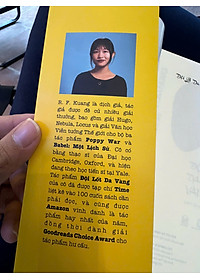 R. F. Kuang là dịch giả, tác
giả được đề cử nhiều giải
thưởng, bao gồm giải Hugo,
Nebula, Locus và giải Văn học
Viễn tưởng Thế giới cho bộ ba
tác phẩm Poppy War và
Babel: Một Lịch Sử. Cô có
bằng thạc sĩ của Đại học
Cambridge, Oxford, và hiện
đang theo học tiến sĩ tại Yale.
Tác phẩm Đội Lốt Da Vàng
của cô đã được tạp chí Time
liệt kê vào 100 cuốn sách cần
phải đọc, và cũng được
Amazon vinh danh là tác
phẩm hay nhất của năm,
đồng thời dành giải
Goodreads Choice Award cho
tác phẩm hư cấu.